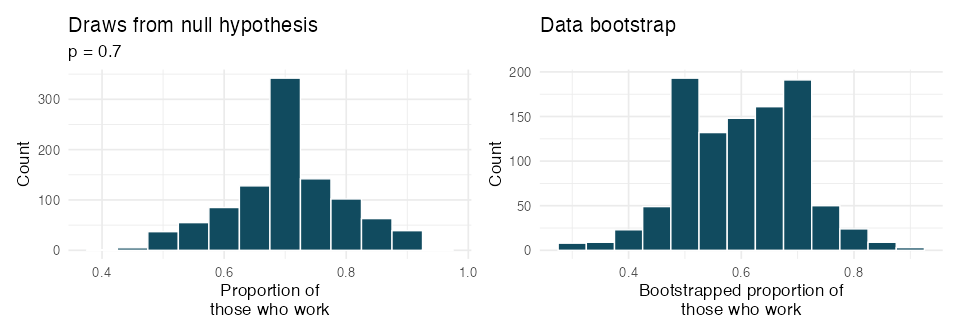 Draws from null hypothesis
p = 0.7
Count
300
200
100
0
0.4 0.6 0.8 1.0
Proportion of
those who work
Data bootstrap
Count
200
150
100
50
0
0.4 0.6 0.8
Bootstrapped proportion of
those who work